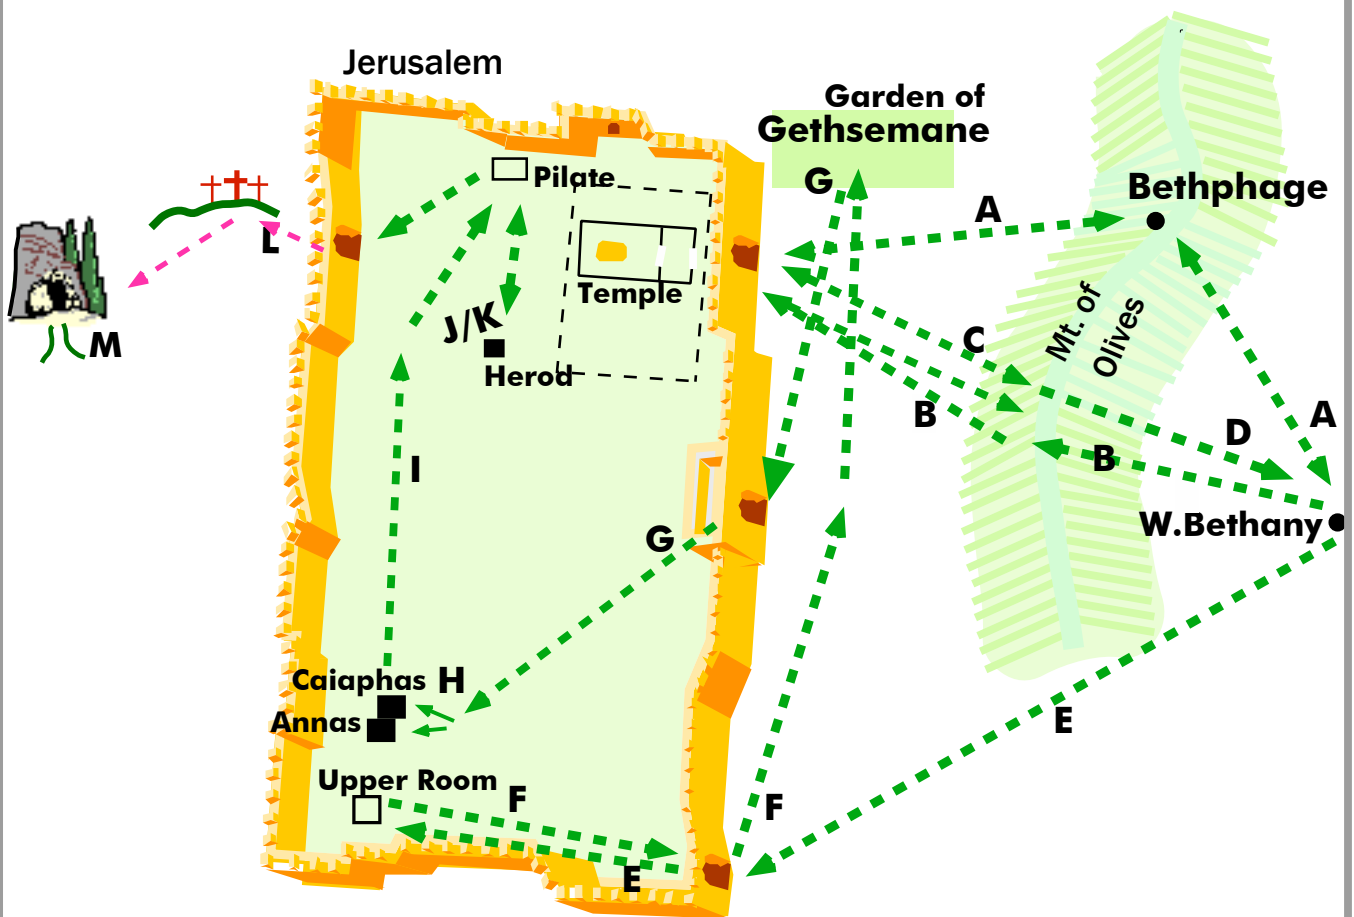 Jerusalem
Garden of
Gethsemane
Pilate
G
Bethphage
A
L
Temple
Mt. of
Olives
J/K
C
M
Herod
B
A
D
B
I
W.Bethany
G
Caiaphas H
Annas
E
Upper Room
F
F
E